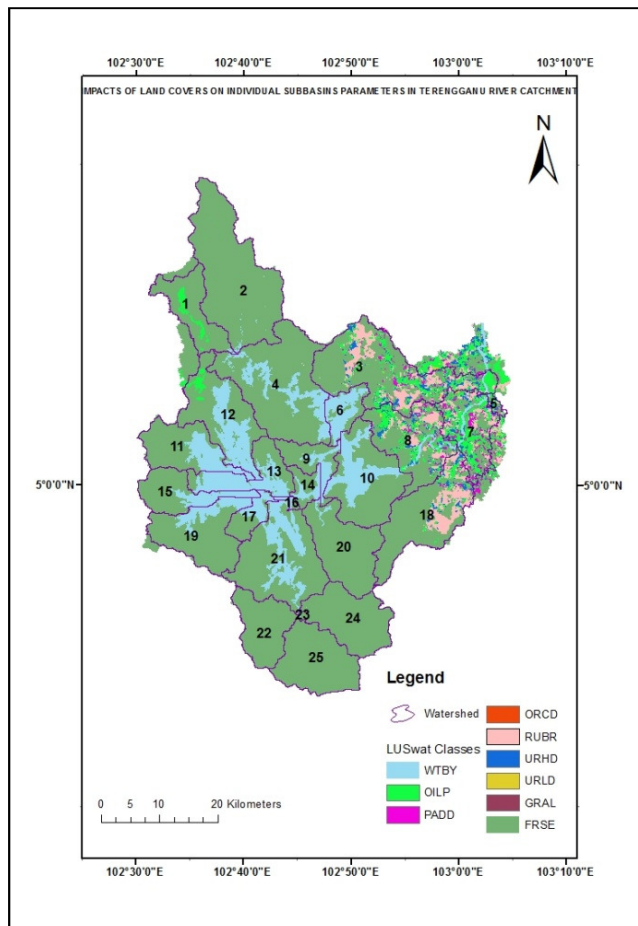 102°30'0"E 102°40'0"E 102°50'0"E 103°0'0"E 103°10'0"E
MPACTS OF LAND COVERS ON INDIVIDUAL SUBBASINS PARAMETERS IN TERENGGANU RIVER CATCHMENT
N
2
1
3
4
5
6
12
7
8
11
9
13
10
5°0'0"N 5°0'0"N
15
14
16
17
18
19
20
21
23
24
22
25
Legend
Watershed
LUSwat Classes
WTBY
OILP
PADD
ORCD
RUBR
URHD
URLD
GRAL
FRSE
0 5 10 20 Kilometers
102°30'0"E 102°40'0"E 102°50'0"E 103°0'0"E 103°10'0"E